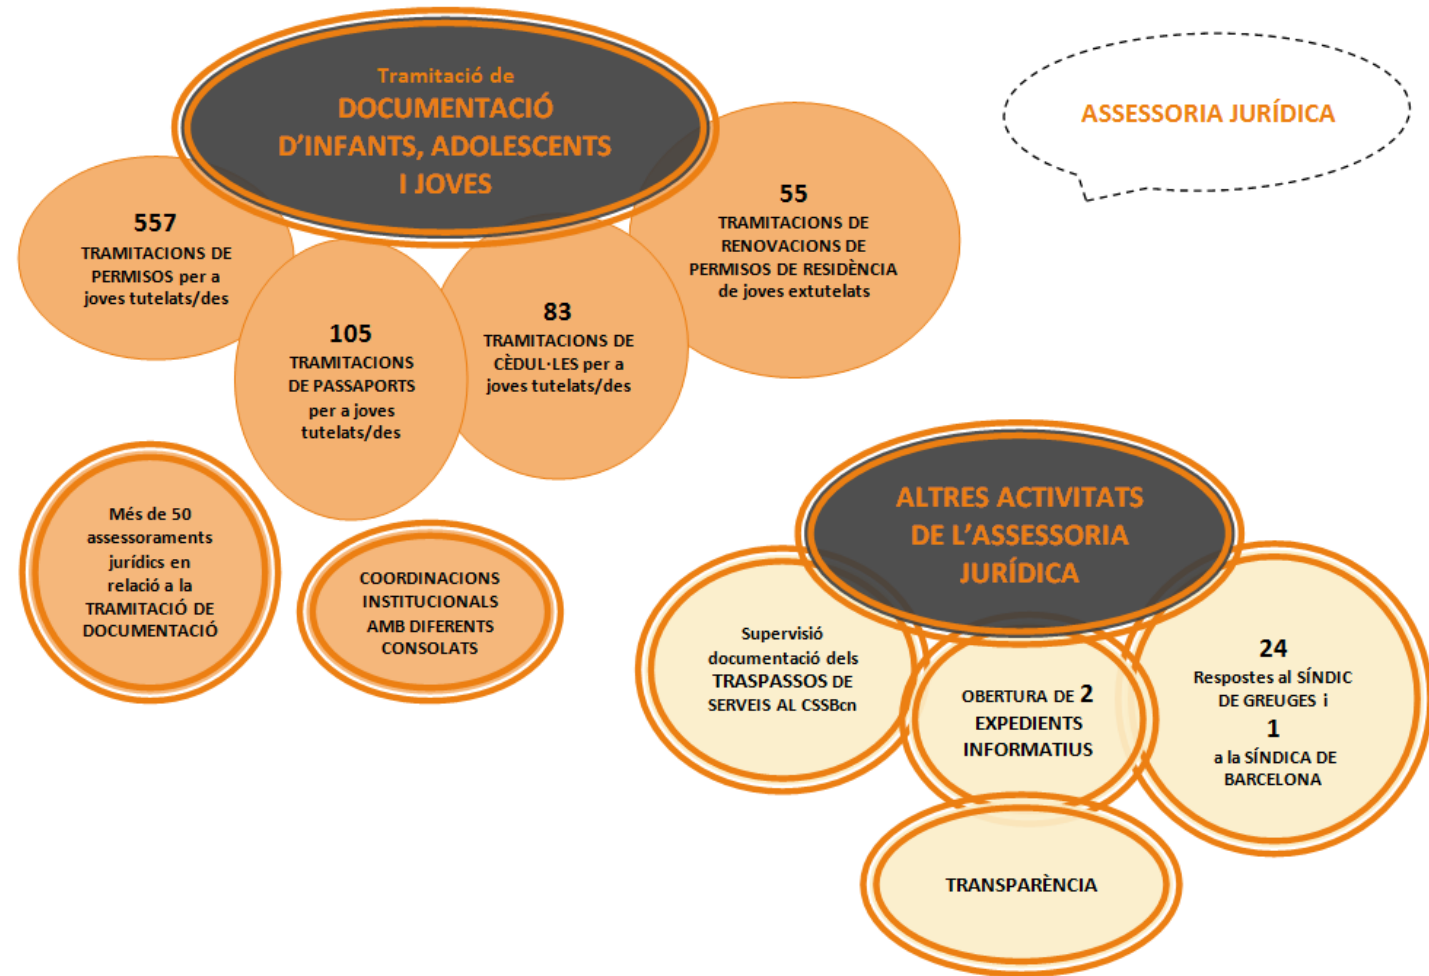 Tramitació de
DOCUMENTACIÓ
D'INFANTS, ADOLESCENTS
I JOVES
ASSESSORIA JURÍDICA
557
TRAMITACIONS DE
PERMISOS per a
joves tutelats/des
105
TRAMITACIONS
DE PASSAPORTS
per a joves
tutelats/des
83
TRAMITACIONS DE
CÈDUL·LES per a
joves tutelats/des
55
TRAMITACIONS DE
RENOVACIONS DE
PERMISOS DE RESIDÈNCIA
de joves extutelats
Més de 50
assessoraments
jurídics en
relació a la
TRAMITACIÓ DE
DOCUMENTACIÓ
COORDINACIONS
INSTITUCIONALS
AMB DIFERENTS
CONSOLATS
ALTRES ACTIVITATS
DE L'ASSESSORIA
JURÍDICA
Supervisió
documentació dels
TRASPASSOS DE
SERVEIS AL CSSBcn
OBERTURA DE 2
EXPEDIENTS
INFORMATIUS
24
Respostes al SÍNDIC
DE GREUGES i
1
a la SÍNDICA DE
BARCELONA
TRANSPARÈNCIA